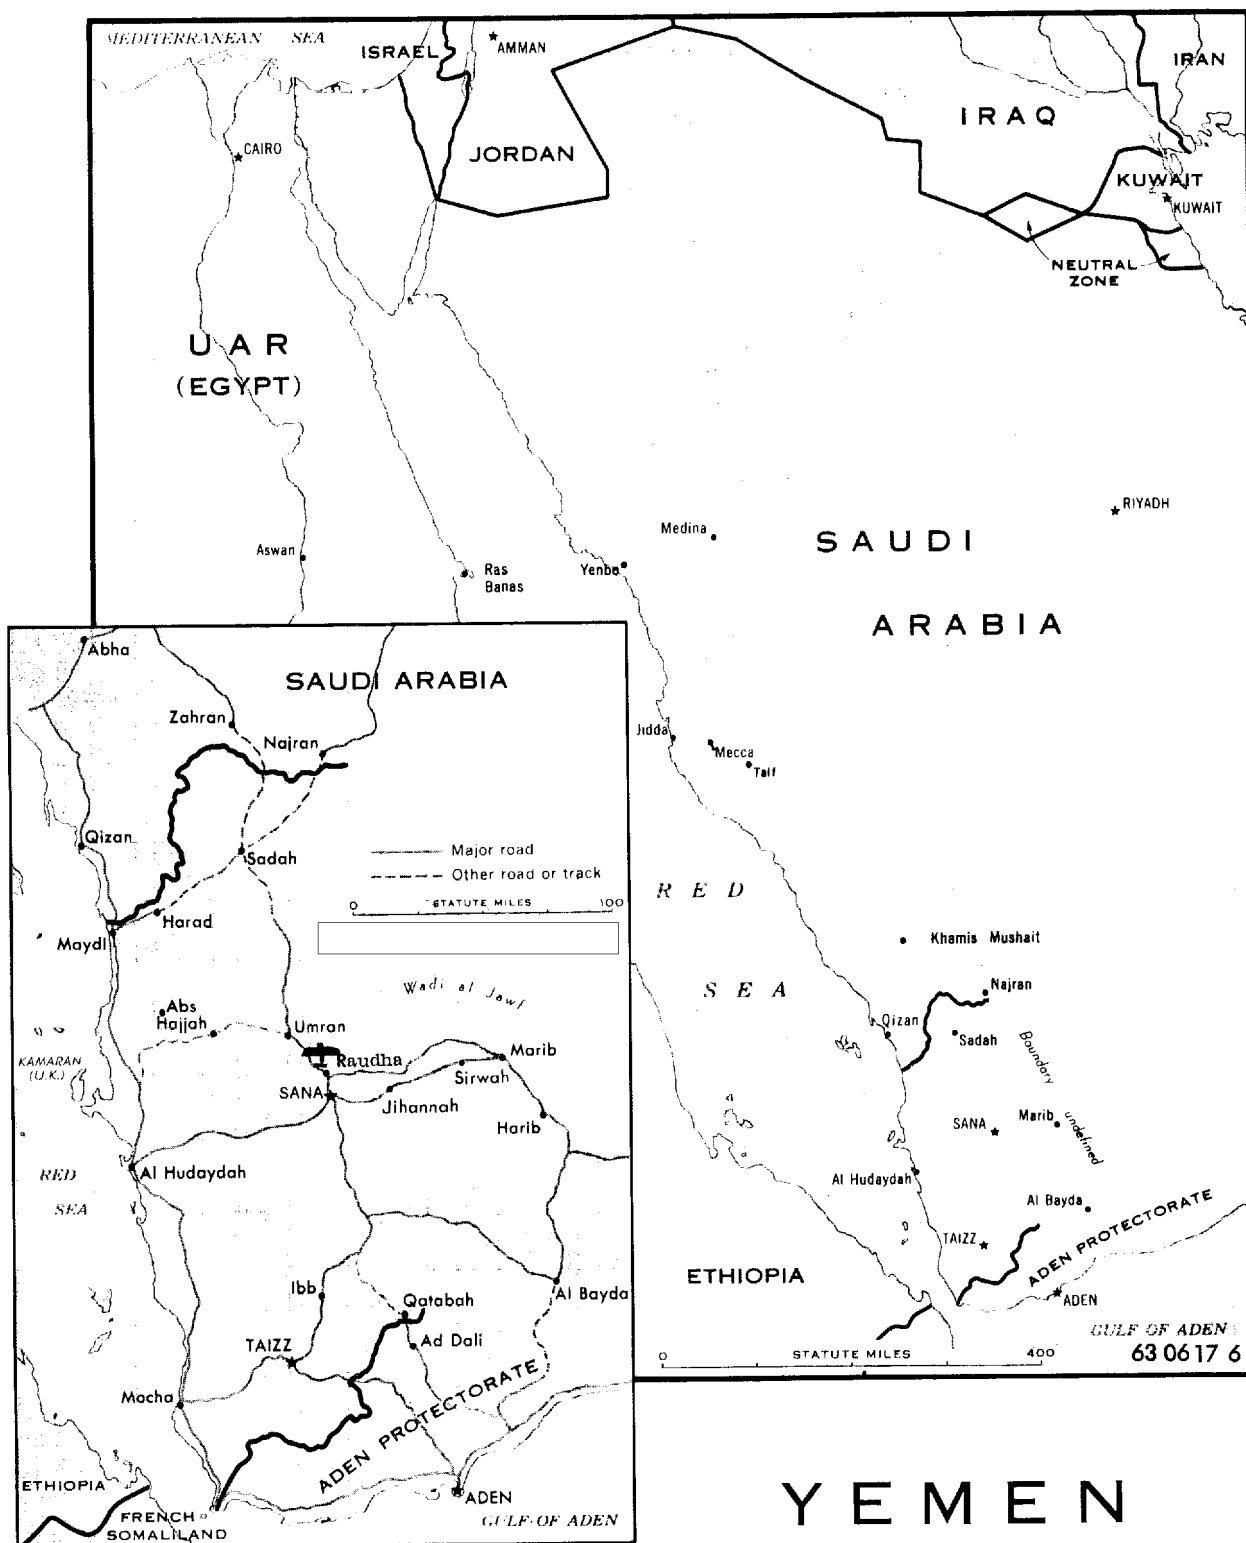 MEDITERRANEAN SEA
ISRAEL
AMMAN
IRAN
IRAQ
CAIRO
JORDAN
KUWAIT
KUWAIT
NEUTRAL
ZONE
UAR
(EGYPT)
RIYADH
Medina
SAUDI
Aswan
Ras
Banas
Yenbo
ARABIA
Jidda
Mecca
Taif
RED
SEA
Khamis Mushait
Najran
Qizan
Sadah
Boundary
undefined
SANA
Marib
Al Hudaydah
Al Bayda
TAIZZ
ADEN PROTECTORATE
ETHIOPIA
ADEN
GULF OF ADEN
0 STATUTE MILES 400
63 06 17 6
Abha
SAUDI ARABIA
Zahran
Najran
Qizan
Sadah
Major road
Other road or track
0 STATUTE MILES 100
Harad
Maydi
Wadi al Jawf
Abs
Hajjah
Umran
KAMARAN
(U.K.)
Raudha
Marib
Sirwah
SANA
Jihannah
Harib
RED
SEA
Al Hudaydah
Ibb
Qatabah
Al Bayda
TAIZZ
Ad Dali
Mocha
ADEN PROTECTORATE
ETHIOPIA
FRENCH
SOMALILAND
ADEN
GULF OF ADEN
YEMEN